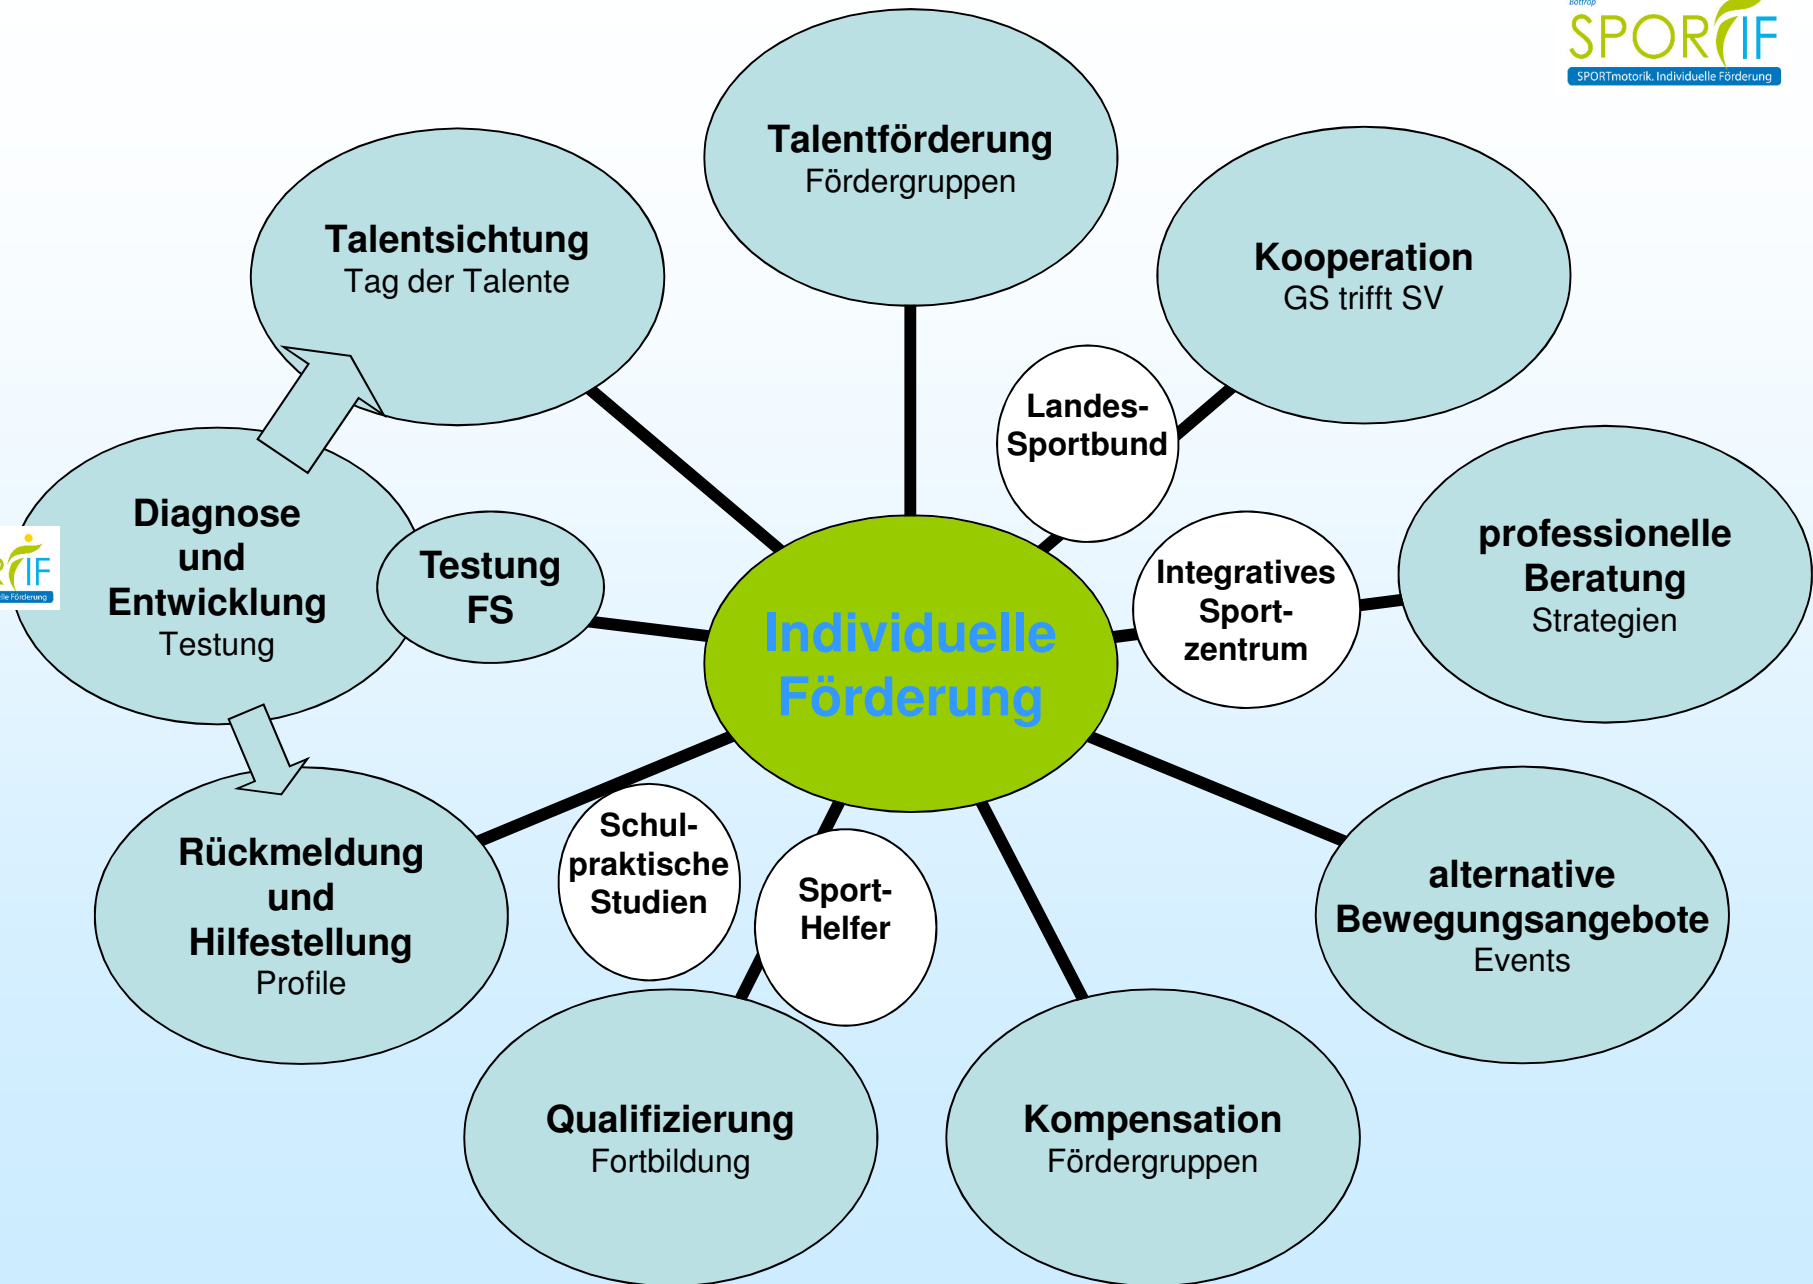 Bottrop
SPORTIF
SPORTmotorik. Individuelle Förderung
Talentförderung
Fördergruppen
Talentsichtung
Tag der Talente
Kooperation
GS trifft SV
Landes-
Sportbund
Diagnose
und
Entwicklung
Testung
Testung
FS
Individuelle
Förderung
Integratives
Sport-
zentrum
professionelle
Beratung
Strategien
Rückmeldung
und
Hilfestellung
Profile
Schul-
praktische
Studien
Sport-
Helfer
alternative
Bewegungsangebote
Events
Qualifizierung
Fortbildung
Kompensation
Fördergruppen